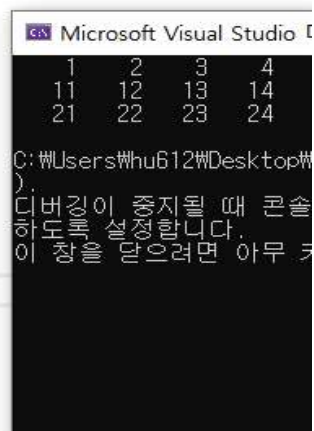 Microsoft Visual Studio
1 2 3 4
11 12 13 14
21 22 23 24
C:₩Users₩hu612₩Desktop₩
).
디버깅이 중지될 때 콘솔
하도록 설정합니다.
이 창을 닫으려면 아무